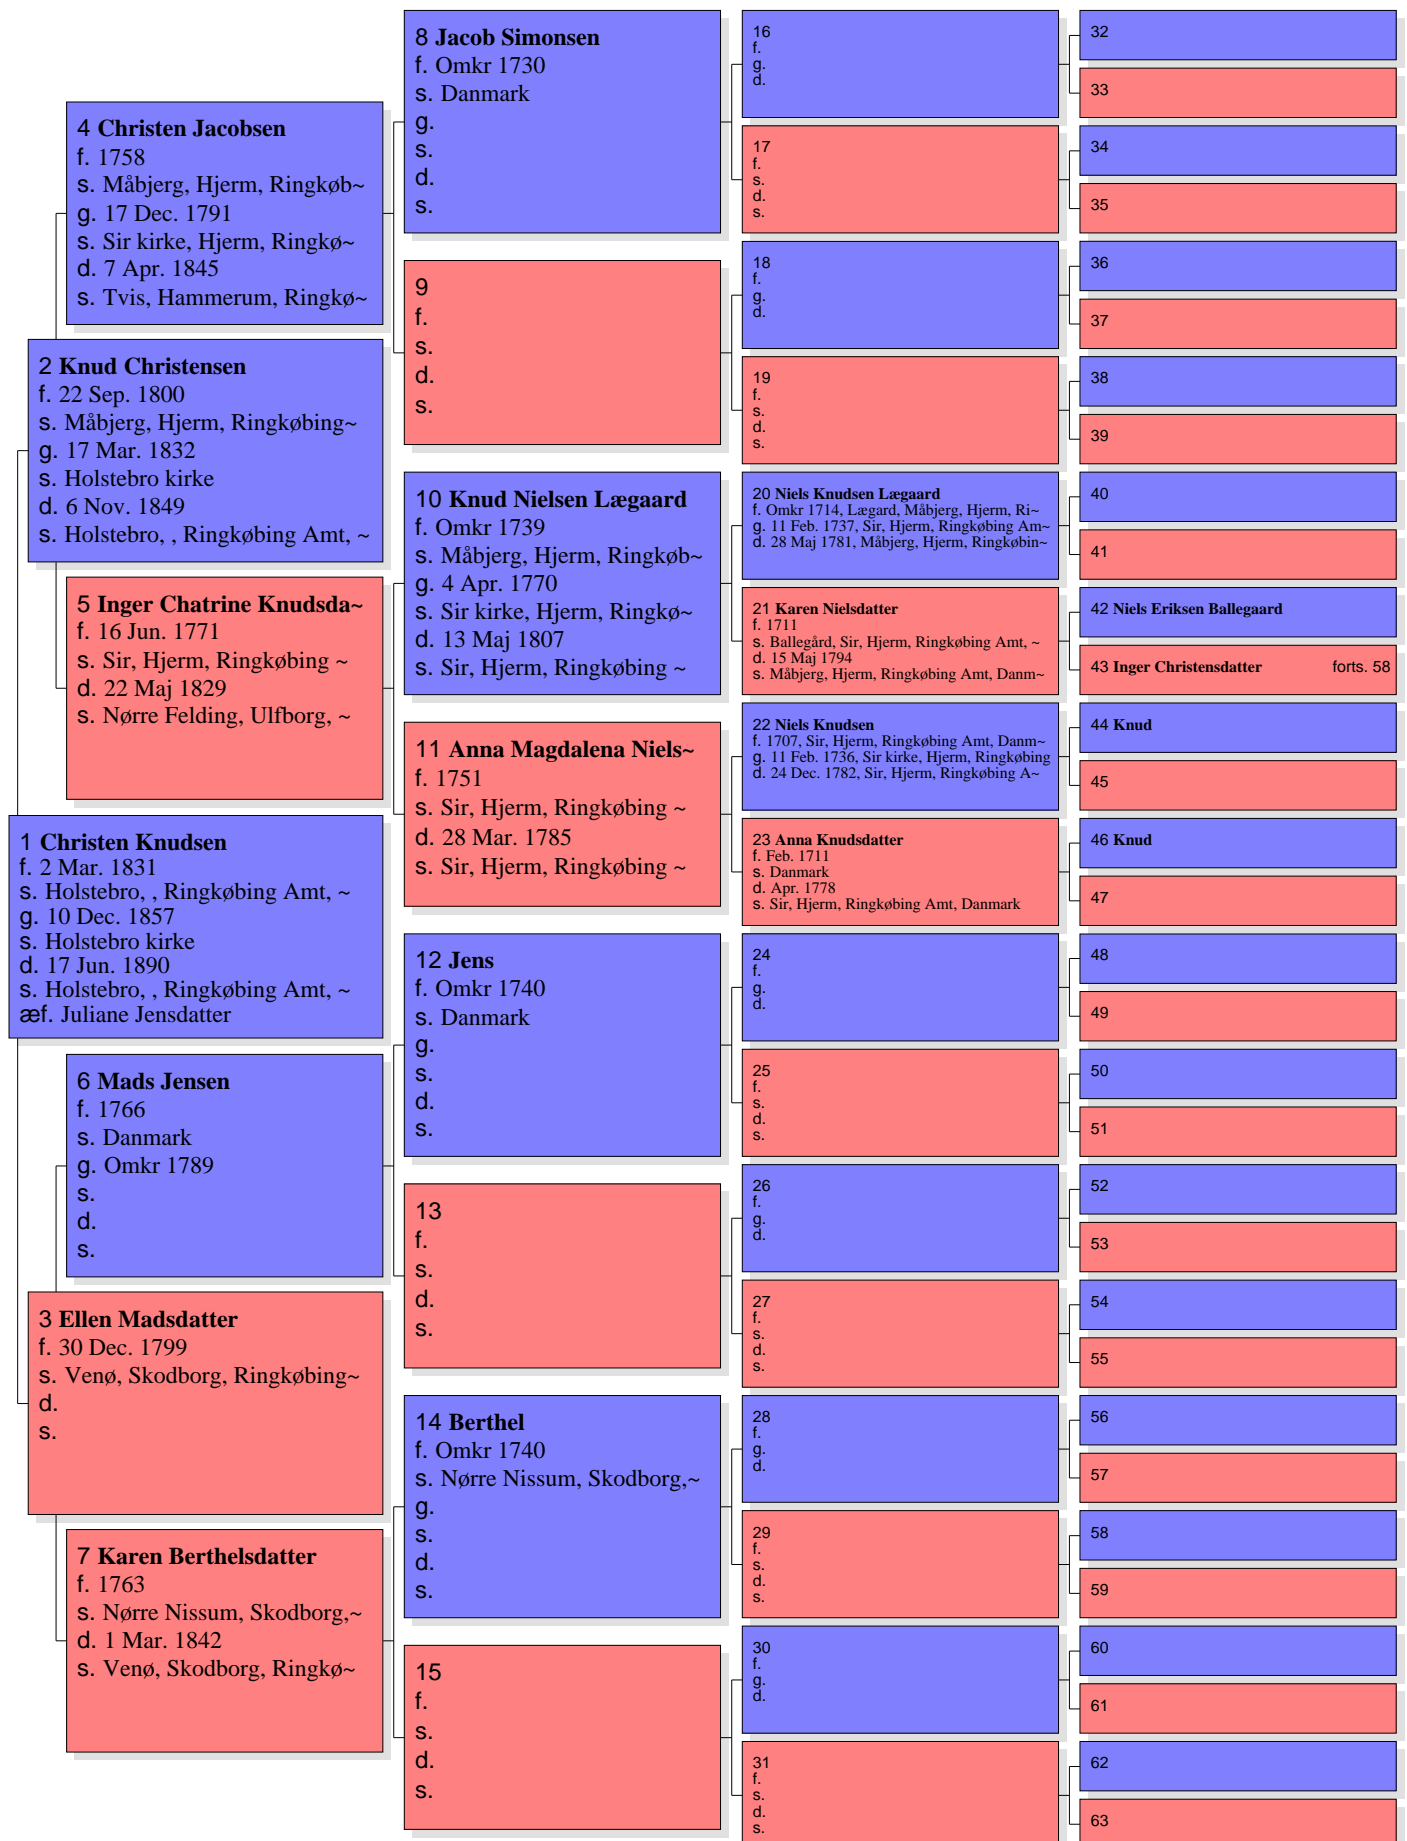 1 Christen Knudsen
f. 2 Mar. 1831
s. Holstebro, , Ringkøbing Amt, ~
g. 10 Dec. 1857
s. Holstebro kirke
d. 17 Jun. 1890
s. Holstebro, , Ringkøbing Amt, ~
æf. Juliane Jensdatter
2 Knud Christensen
f. 22 Sep. 1800
s. Måbjerg, Hjerm, Ringkøbing~
g. 17 Mar. 1832
s. Holstebro kirke
d. 6 Nov. 1849
s. Holstebro, , Ringkøbing Amt, ~
3 Ellen Madsdatter
f. 30 Dec. 1799
s. Venø, Skodborg, Ringkøbing~
d.
s.
4 Christen Jacobsen
f. 1758
s. Måbjerg, Hjerm, Ringkøb~
g. 17 Dec. 1791
s. Sir kirke, Hjerm, Ringkø~
d. 7 Apr. 1845
s. Tvis, Hammerum, Ringkø~
5 Inger Chatrine Knudsda~
f. 16 Jun. 1771
s. Sir, Hjerm, Ringkøbing ~
d. 22 Maj 1829
s. Nørre Felding, Ulfborg, ~
6 Mads Jensen
f. 1766
s. Danmark
g. Omkr 1789
s.
d.
s.
7 Karen Berthelsdatter
f. 1763
s. Nørre Nissum, Skodborg,~
d. 1 Mar. 1842
s. Venø, Skodborg, Ringkø~
8 Jacob Simonsen
f. Omkr 1730
s. Danmark
g.
s.
d.
s.
9
f.
s.
d.
s.
10 Knud Nielsen Lægaard
f. Omkr 1739
s. Måbjerg, Hjerm, Ringkøb~
g. 4 Apr. 1770
s. Sir kirke, Hjerm, Ringkø~
d. 13 Maj 1807
s. Sir, Hjerm, Ringkøbing ~
11 Anna Magdalena Niels~
f. 1751
s. Sir, Hjerm, Ringkøbing ~
d. 28 Mar. 1785
s. Sir, Hjerm, Ringkøbing ~
12 Jens
f. Omkr 1740
s. Danmark
g.
s.
d.
s.
13
f.
s.
d.
s.
14 Berthel
f. Omkr 1740
s. Nørre Nissum, Skodborg,~
g.
s.
d.
s.
15
f.
s.
d.
s.
16
f.
g.
d.
17
f.
s.
d.
s.
18
f.
g.
d.
19
f.
s.
d.
s.
20 Niels Knudsen Lægaard
f. Omkr 1714, Lægard, Måbjerg, Hjerm, Ri~
g. 11 Feb. 1737, Sir, Hjerm, Ringkøbing Am~
d. 28 Maj 1781, Måbjerg, Hjerm, Ringkøbin~
21 Karen Nielsdatter
f. 1711
s. Ballegård, Sir, Hjerm, Ringkøbing Amt, ~
d. 15 Maj 1794
s. Måbjerg, Hjerm, Ringkøbing Amt, Danm~
22 Niels Knudsen
f. 1707, Sir, Hjerm, Ringkøbing Amt, Danm~
g. 11 Feb. 1736, Sir kirke, Hjerm, Ringkøbing
d. 24 Dec. 1782, Sir, Hjerm, Ringkøbing A~
23 Anna Knudsdatter
f. Feb. 1711
s. Danmark
d. Apr. 1778
s. Sir, Hjerm, Ringkøbing Amt, Danmark
24
f.
g.
d.
25
f.
s.
d.
s.
26
f.
g.
d.
27
f.
s.
d.
s.
28
f.
g.
d.
29
f.
s.
d.
s.
30
f.
g.
d.
31
f.
s.
d.
s.
32
33
34
35
36
37
38
39
40
41
42 Niels Eriksen Ballegaard
43 Inger Christensdatter forts. 58
44 Knud
45
46 Knud
47
48
49
50
51
52
53
54
55
56
57
58
59
60
61
62
63